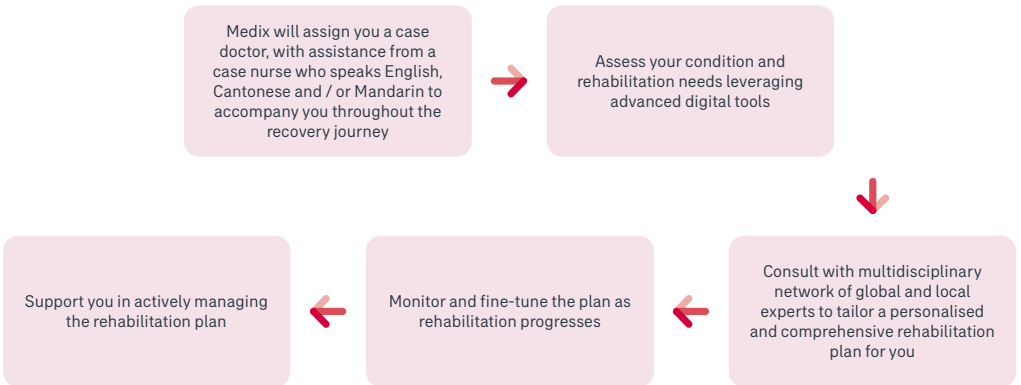 Medix will assign you a case
doctor, with assistance from a
case nurse who speaks English,
Cantonese and / or Mandarin to
accompany you throughout the
recovery journey
Assess your condition and
rehabilitation needs leveraging
advanced digital tools
Consult with multidisciplinary
network of global and local
experts to tailor a personalised
and comprehensive rehabilitation
plan for you
Monitor and fine-tune the plan as
rehabilitation progresses
Support you in actively managing
the rehabilitation plan